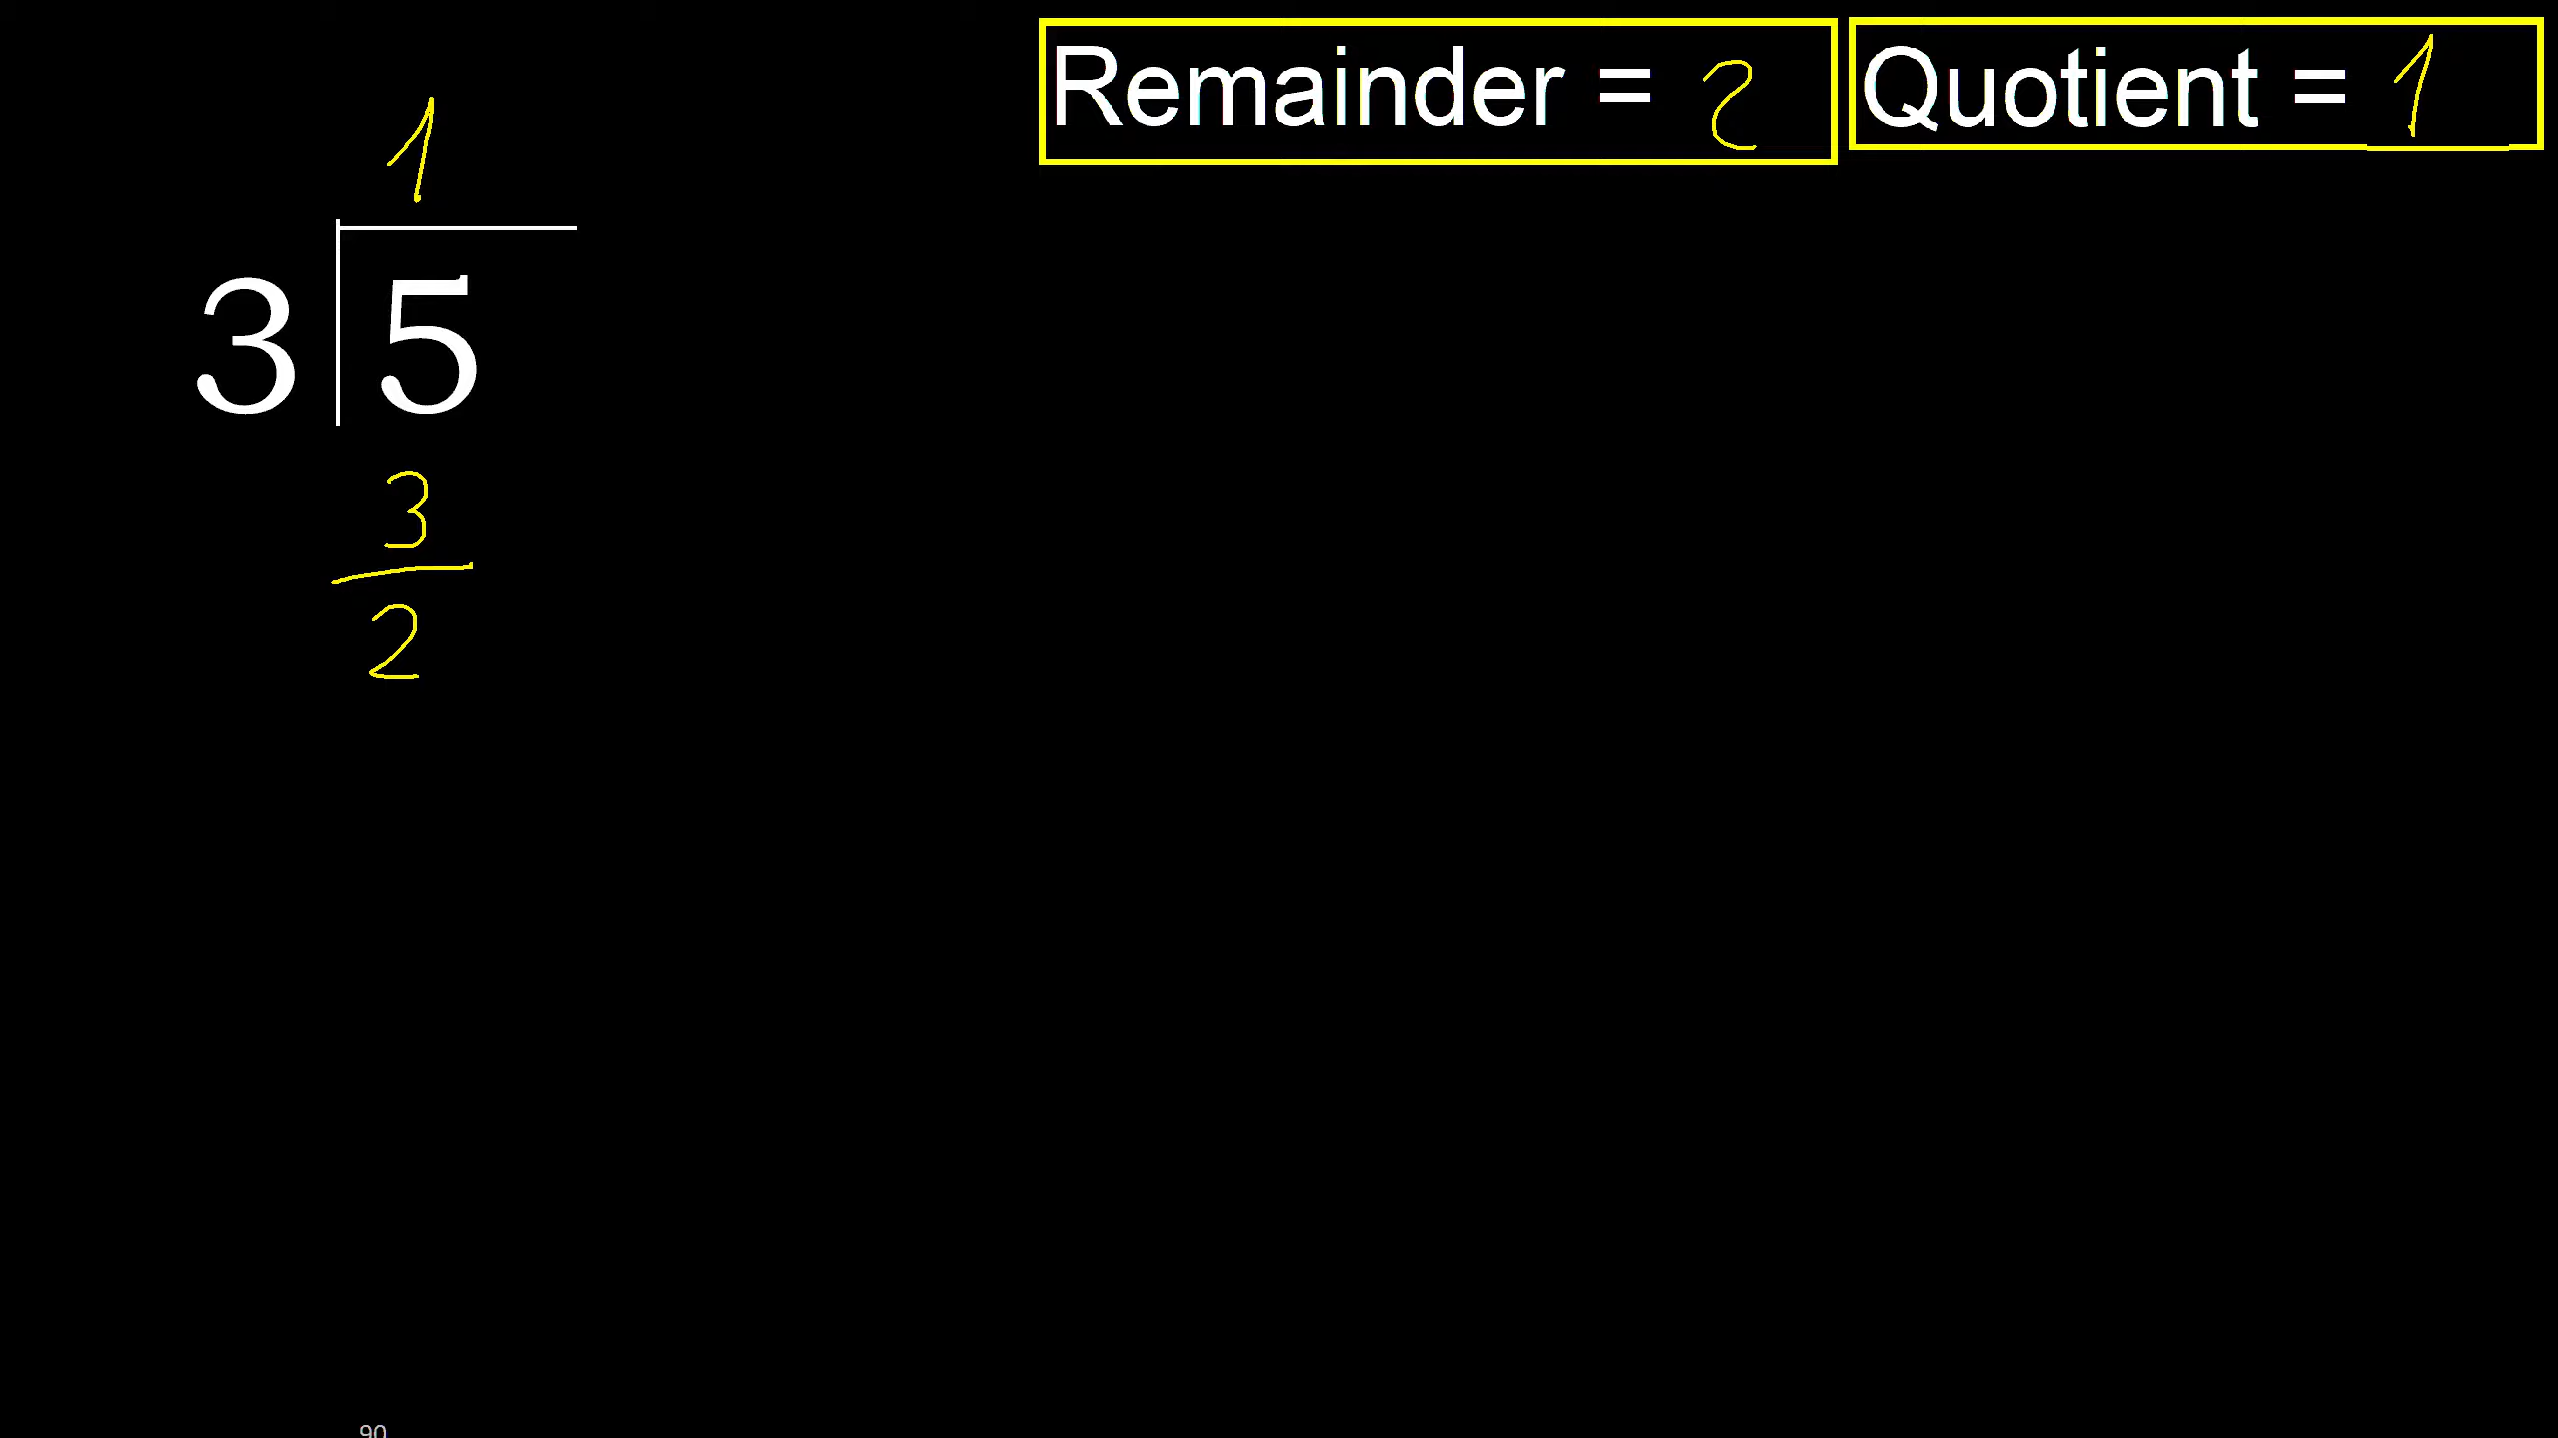 Remainder = 2
Quotient = 1
1
3 5
3
2
90